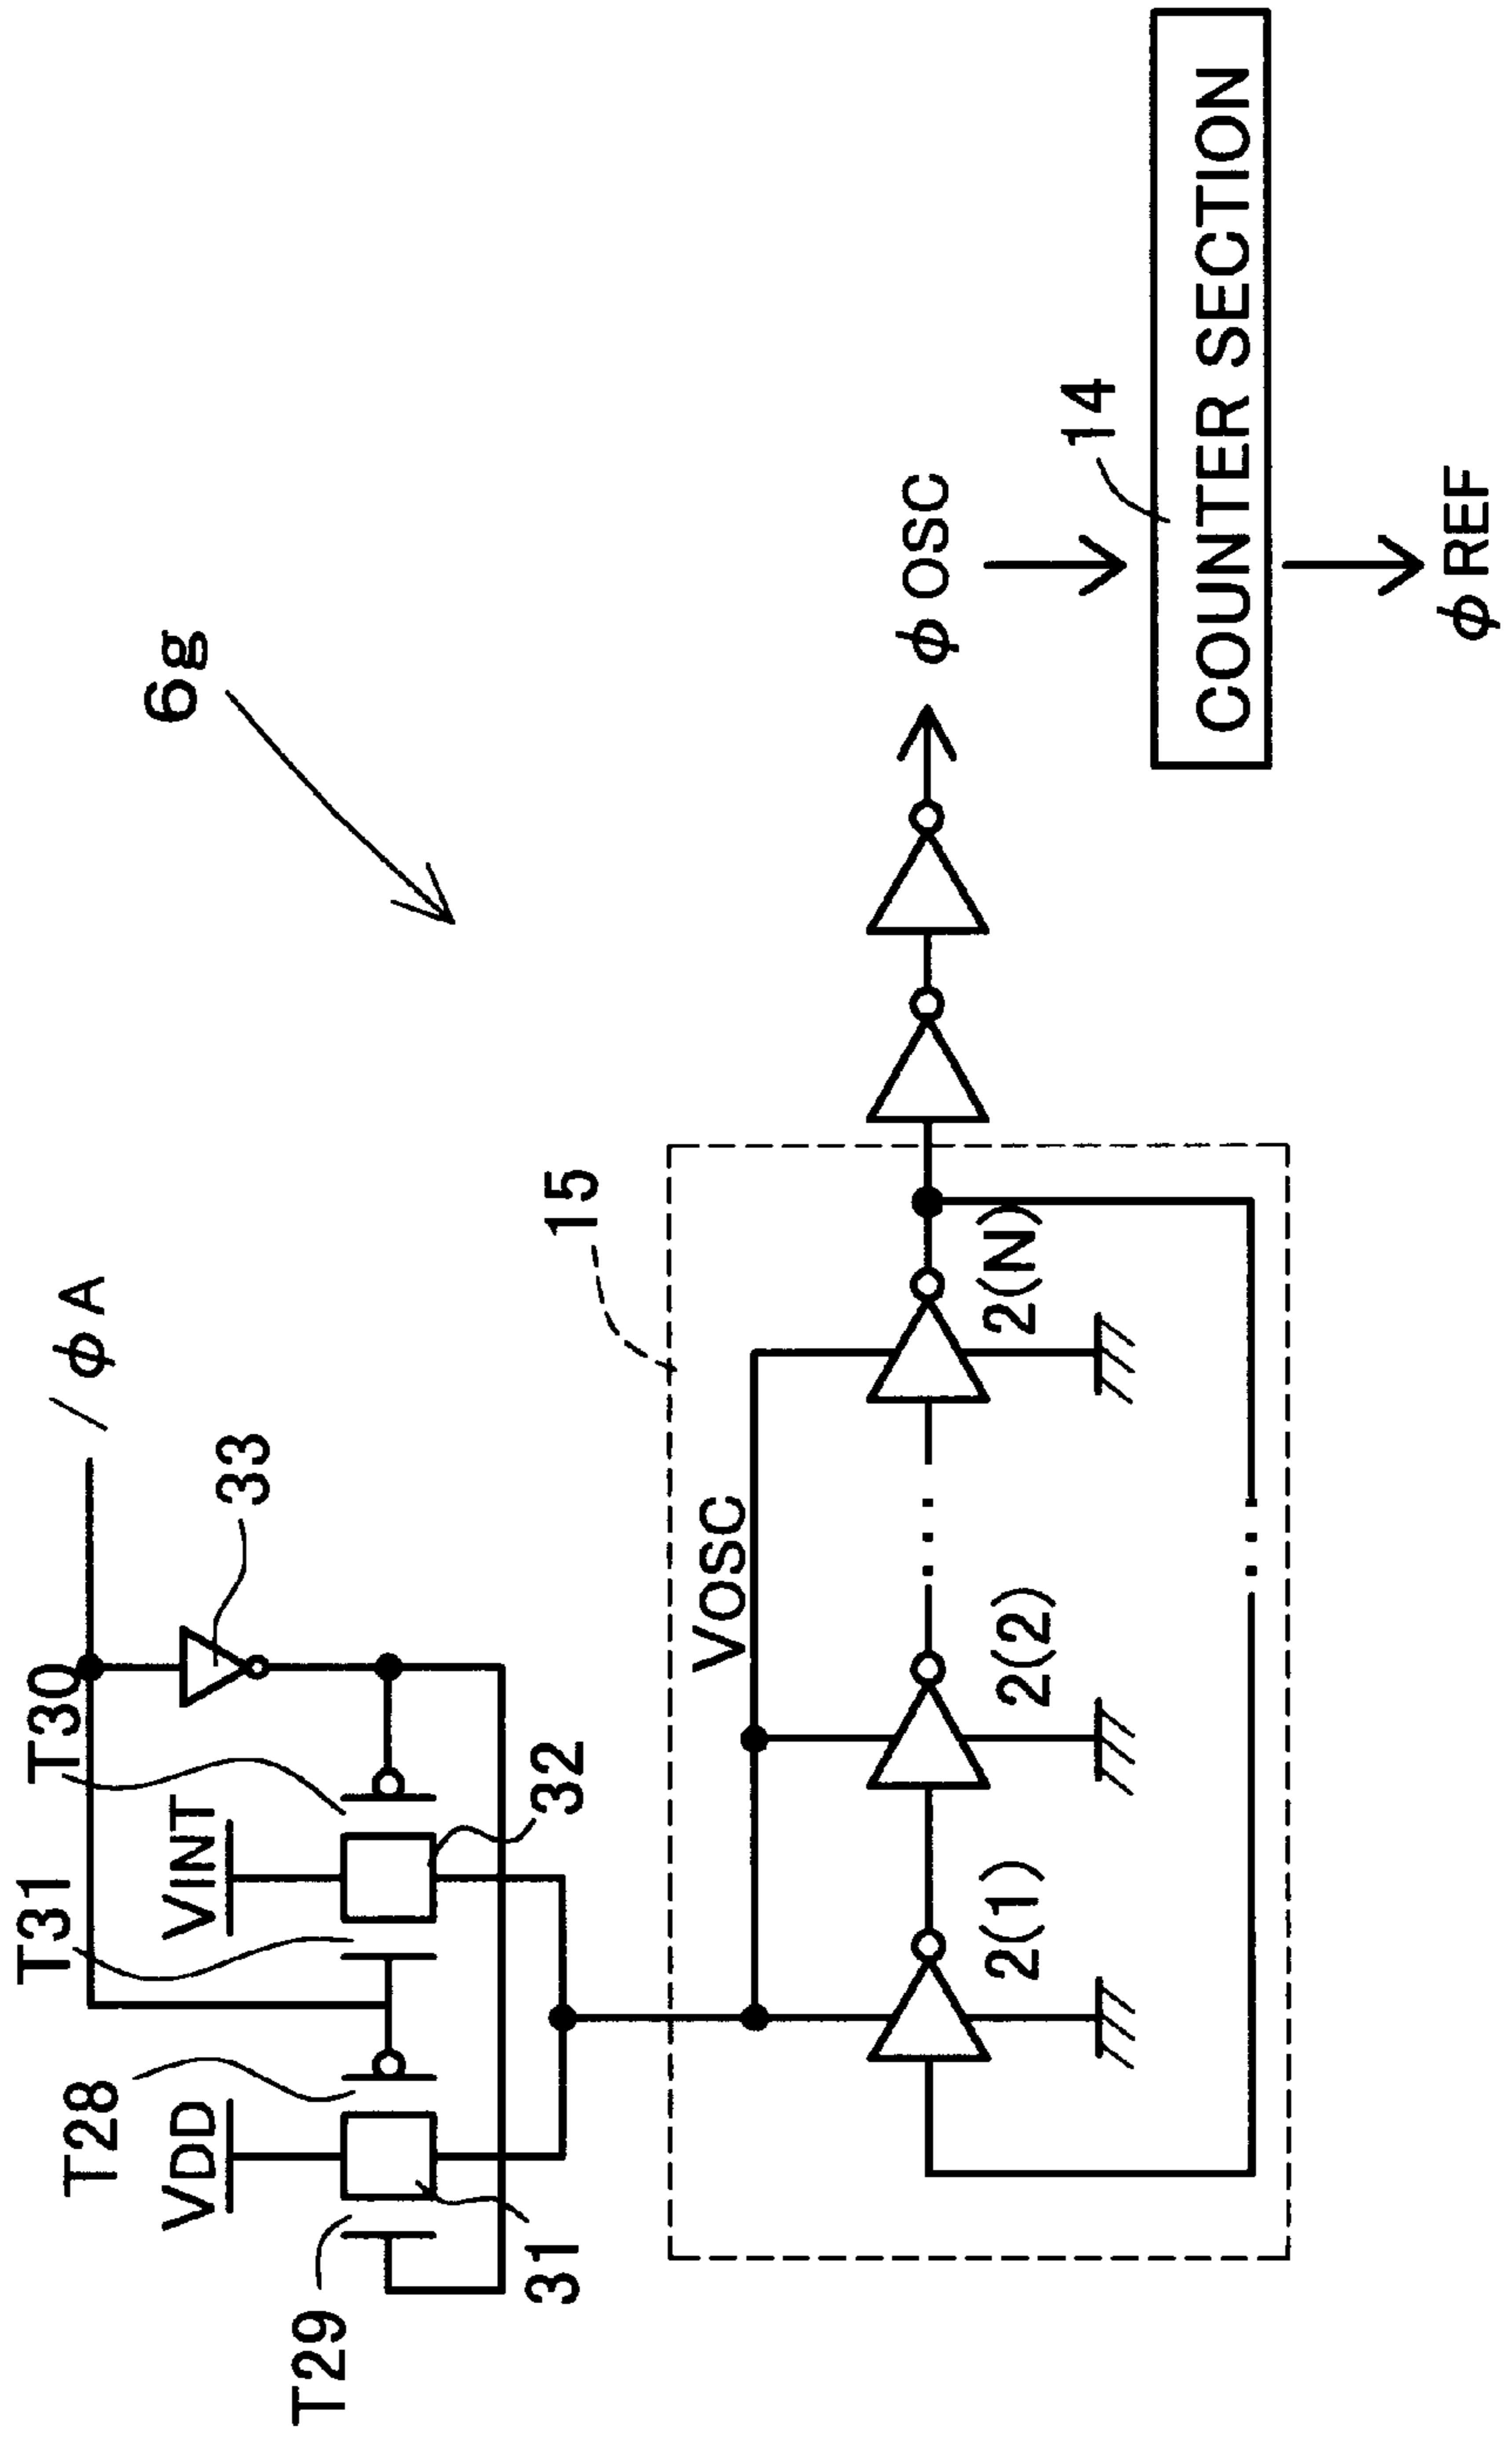 6g
/φA
T30
T31
T28
T29
VDD
VINT
33
31
32
15
VOSC
2(1)
2(2)
2(N)
φOSC
14
COUNTER SECTION
φREF